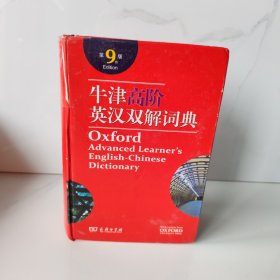 第9版
Edition
牛津高阶
英汉双解词典
Oxford
Advanced Learner's
English-Chinese
Dictionary
商务印书馆
OXFORD